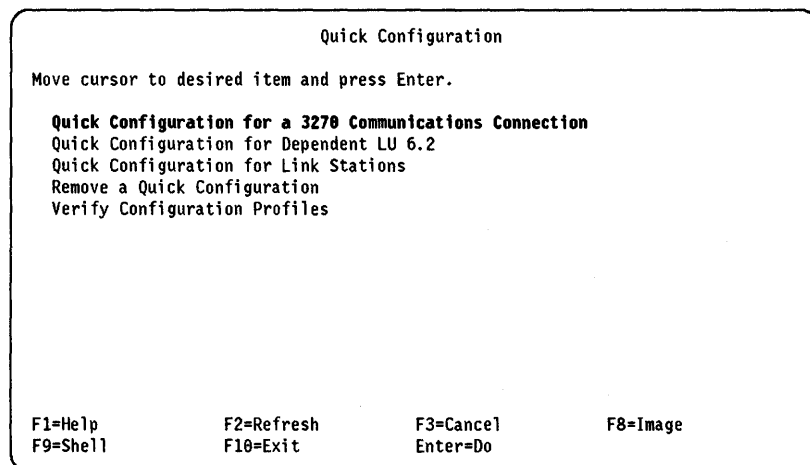 Quick Configuration
Move cursor to desired item and press Enter.
Quick Configuration for a 3270 Communications Connection
Quick Configuration for Dependent LU 6.2
Quick Configuration for Link Stations
Remove a Quick Configuration
Verify Configuration Profiles
F1=Help F2=Refresh F3=Cancel F8=Image
F9=Shell F10=Exit Enter=Do